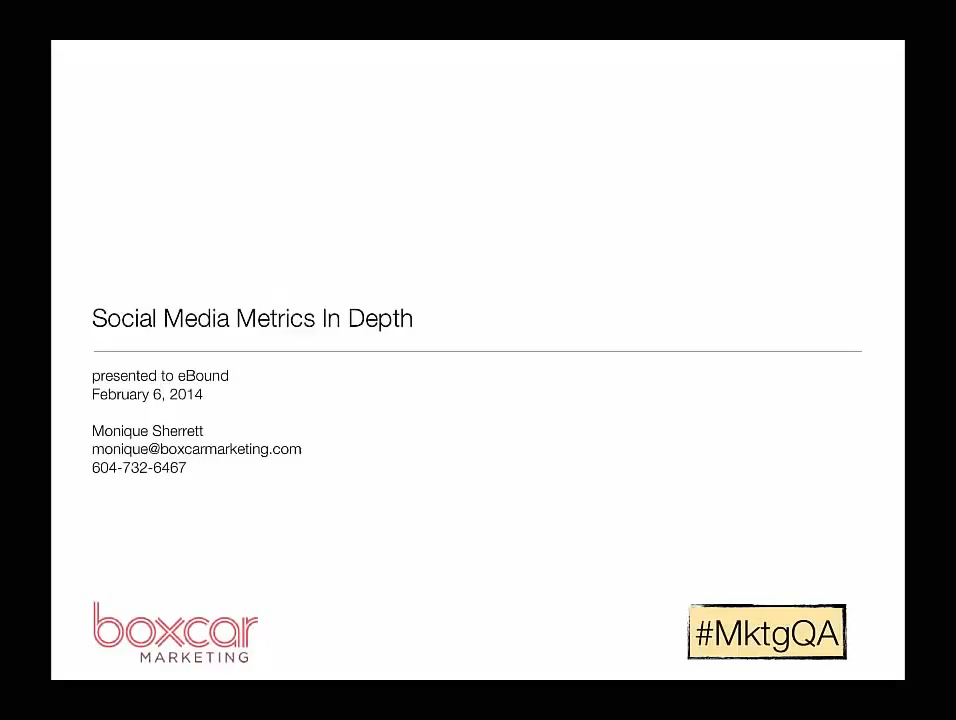 Social Media Metrics In Depth
presented to eBound
February 6, 2014
Monique Sherrett
monique@boxcarmarketing.com
604-732-6467
boxcar
MARKETING
#MktgQA